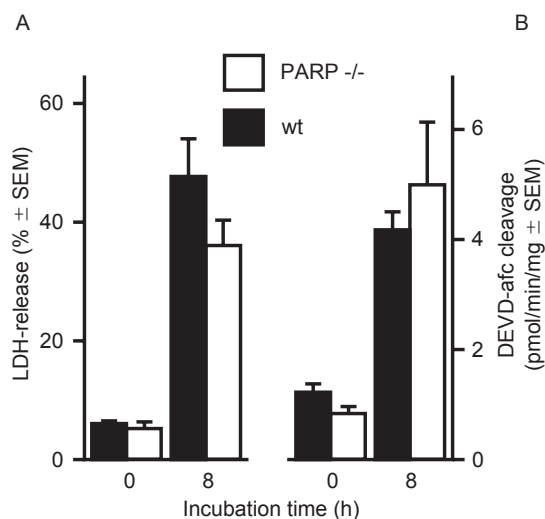 A
B
PARP -/-
wt
LDH-release (% ± SEM)
60
40
20
0
DEVD-afc cleavage
(pmol/min/mg ± SEM)
6
4
2
0
0 8 0 8
Incubation time (h)